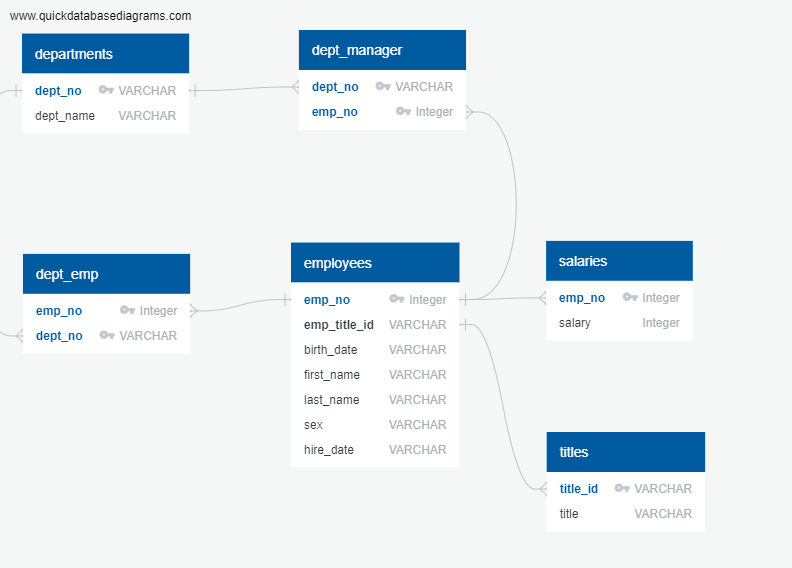 www.quickdatabasediagrams.com
departments
dept_no VARCHAR
dept_name VARCHAR
dept_manager
dept_no VARCHAR
emp_no Integer
dept_emp
emp_no Integer
dept_no VARCHAR
employees
emp_no Integer
emp_title_id VARCHAR
birth_date VARCHAR
first_name VARCHAR
last_name VARCHAR
sex VARCHAR
hire_date VARCHAR
salaries
emp_no Integer
salary Integer
titles
title_id VARCHAR
title VARCHAR